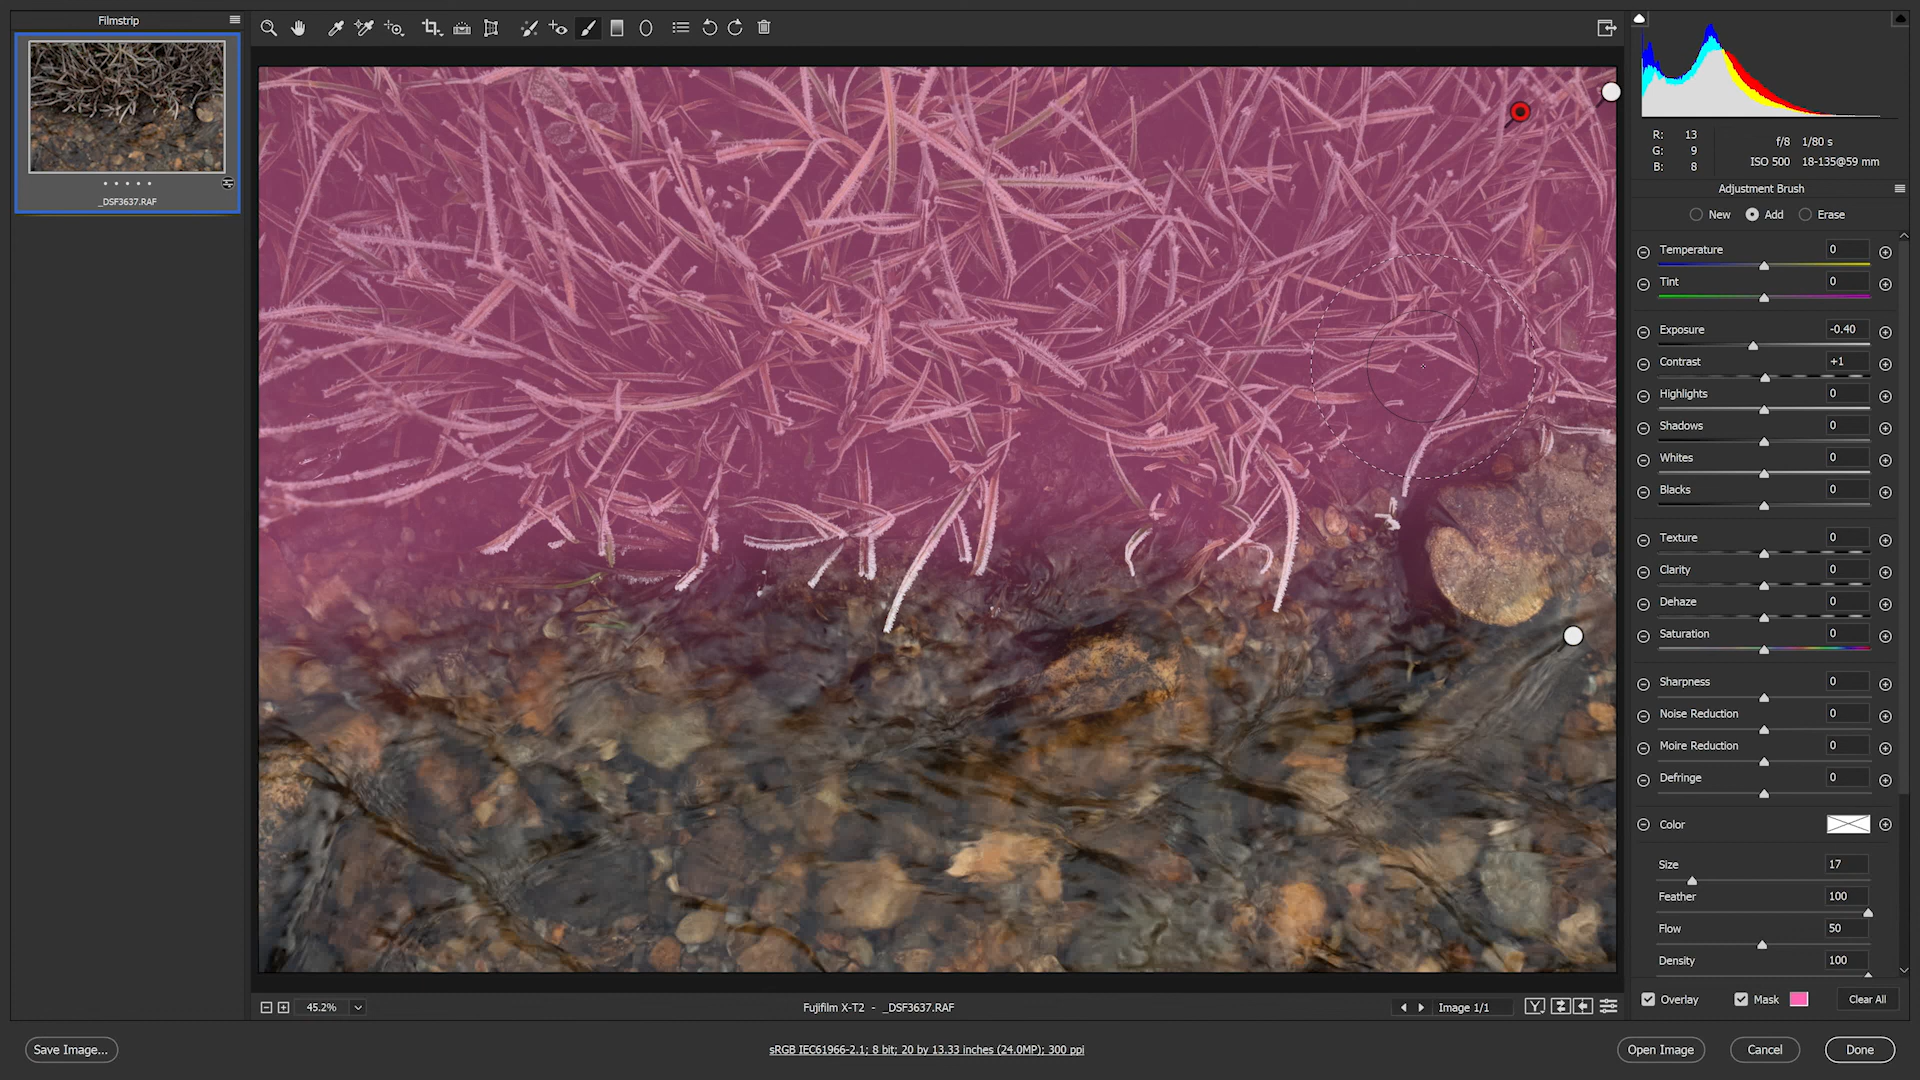 Filmstrip
_DSF3637.RAF
R: 13
G: 9
B: 8
f/8 1/80 s
ISO 500 18-135@59 mm
Adjustment Brush
New Add Erase
Temperature 0
Tint 0
Exposure -0.40
Contrast +1
Highlights 0
Shadows 0
Whites 0
Blacks 0
Texture 0
Clarity 0
Dehaze 0
Saturation 0
Sharpness 0
Noise Reduction 0
Moire Reduction 0
Defringe 0
Color
Size 17
Feather 100
Flow 50
Density 100
Overlay Mask Clear All
45.2% Fujifilm X-T2 - _DSF3637.RAF Image 1/1 Y
Save Image... sRGB IEC61966-2.1; 8 bit; 20 by 13.33 inches (24.0MP); 300 ppi Open Image Cancel Done